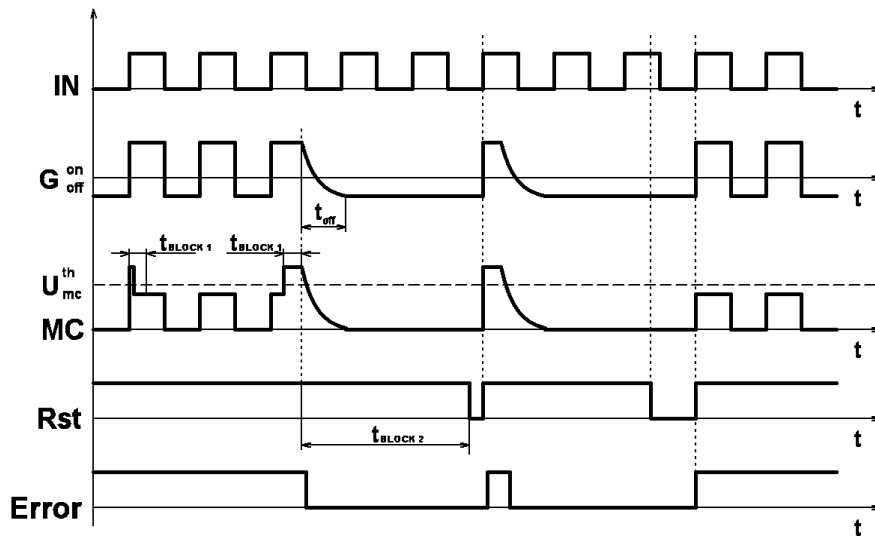 IN
t
G on off
t
t off
t BLOCK 1
t BLOCK 1
U th mc
MC
t
Rst
t
t BLOCK 2
Error
t